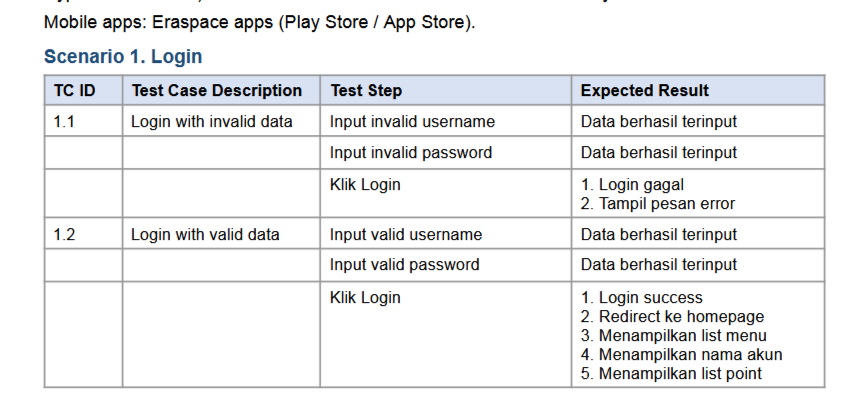 Mobile apps: Eraspace apps (Play Store / App Store).
Scenario 1. Login
TC ID Test Case Description Test Step Expected Result
1.1 Login with invalid data Input invalid username Data berhasil terinput
Input invalid password Data berhasil terinput
Klik Login 1. Login gagal
2. Tampil pesan error
1.2 Login with valid data Input valid username Data berhasil terinput
Input valid password Data berhasil terinput
Klik Login 1. Login success
2. Redirect ke homepage
3. Menampilkan list menu
4. Menampilkan nama akun
5. Menampilkan list point